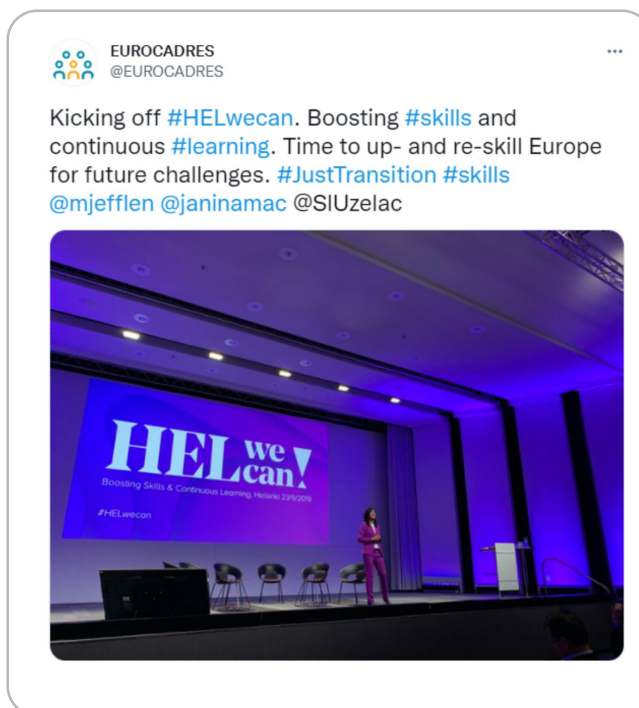 EUROCADRES
@EUROCADRES
Kicking off #HELwecan. Boosting #skills and
continuous #learning. Time to up- and re-skill Europe
for future challenges. #JustTransition #skills
@mjefflen @janinamac @SlUzelac
HEL we can!
Boosting Skills & Continuous Learning, Helsinki 23/9/2019
#HELwecan